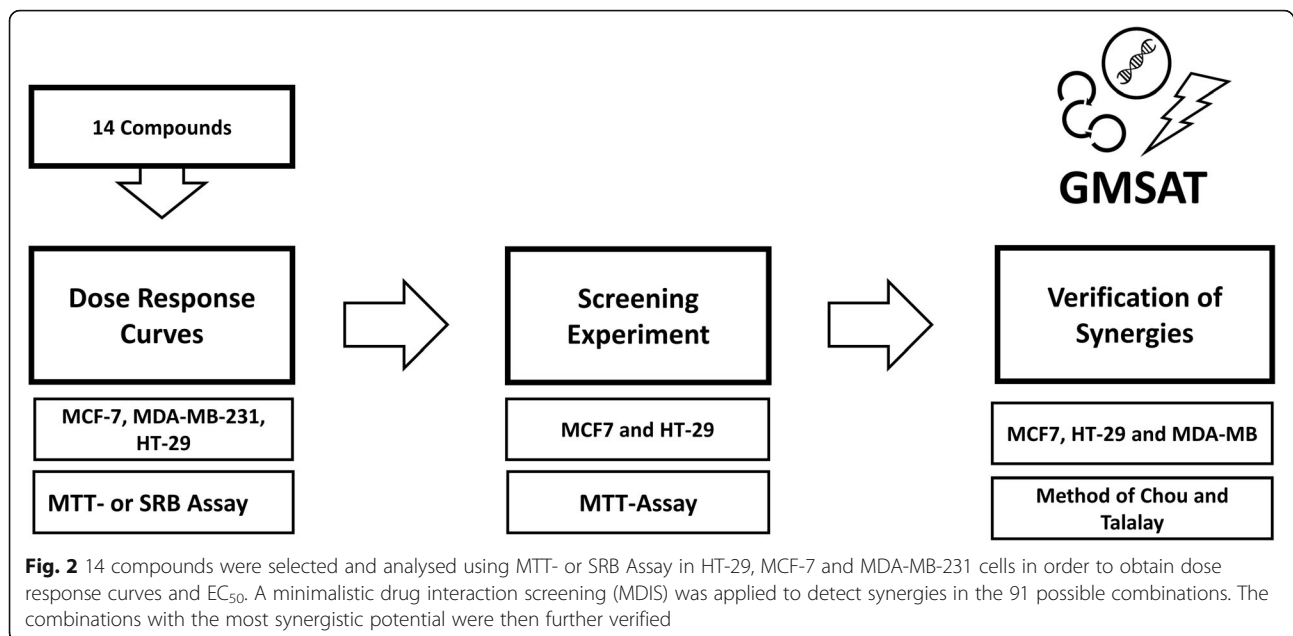 14 Compounds
GMSAT
Dose Response
Curves
Screening
Experiment
Verification of
Synergies
MCF-7, MDA-MB-231,
HT-29
MCF7 and HT-29
MCF7, HT-29 and MDA-MB
MTT- or SRB Assay
MTT-Assay
Method of Chou and
Talalay
Fig. 2 14 compounds were selected and analysed using MTT- or SRB Assay in HT-29, MCF-7 and MDA-MB-231 cells in order to obtain dose
response curves and EC₅₀. A minimalistic drug interaction screening (MDIS) was applied to detect synergies in the 91 possible combinations. The
combinations with the most synergistic potential were then further verified